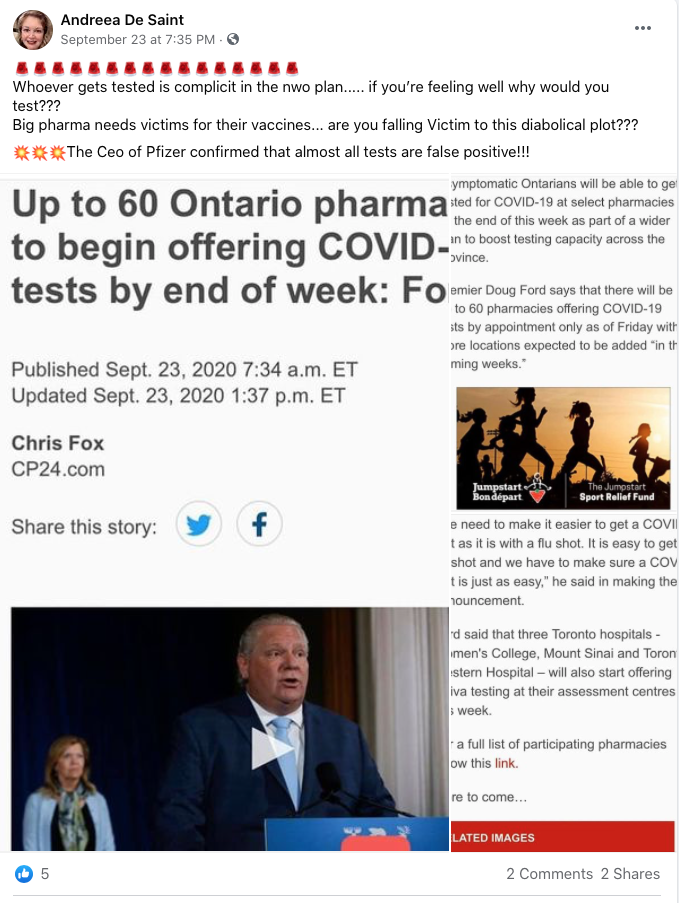 Andreea De Saint
September 23 at 7:35 PM ·
Whoever gets tested is complicit in the nwo plan..... if you're feeling well why would you
test???
Big pharma needs victims for their vaccines... are you falling Victim to this diabolical plot???
💥💥💥The Ceo of Pfizer confirmed that almost all tests are false positive!!!
Up to 60 Ontario pharma
to begin offering COVID-
tests by end of week: Fo
Published Sept. 23, 2020 7:34 a.m. ET
Updated Sept. 23, 2020 1:37 p.m. ET
Chris Fox
CP24.com
Share this story:
ymptomatic Ontarians will be able to ge
sted for COVID-19 at select pharmacies
the end of this week as part of a wider
an to boost testing capacity across the
ovince.
emier Doug Ford says that there will be
to 60 pharmacies offering COVID-19
sts by appointment only as of Friday with
ore locations expected to be added “in th
ming weeks.”
Jumpstart
Bon départ
The Jumpstart
Sport Relief Fund
e need to make it easier to get a COVI
t as it is with a flu shot. It is easy to get
shot and we have to make sure a COV
t is just as easy,” he said in making the
nouncement.
rd said that three Toronto hospitals -
omen's College, Mount Sinai and Toron
estern Hospital – will also start offering
iva testing at their assessment centres
s week.
r a full list of participating pharmacies
ow this link.
re to come…
LATED IMAGES
5
2 Comments 2 Shares